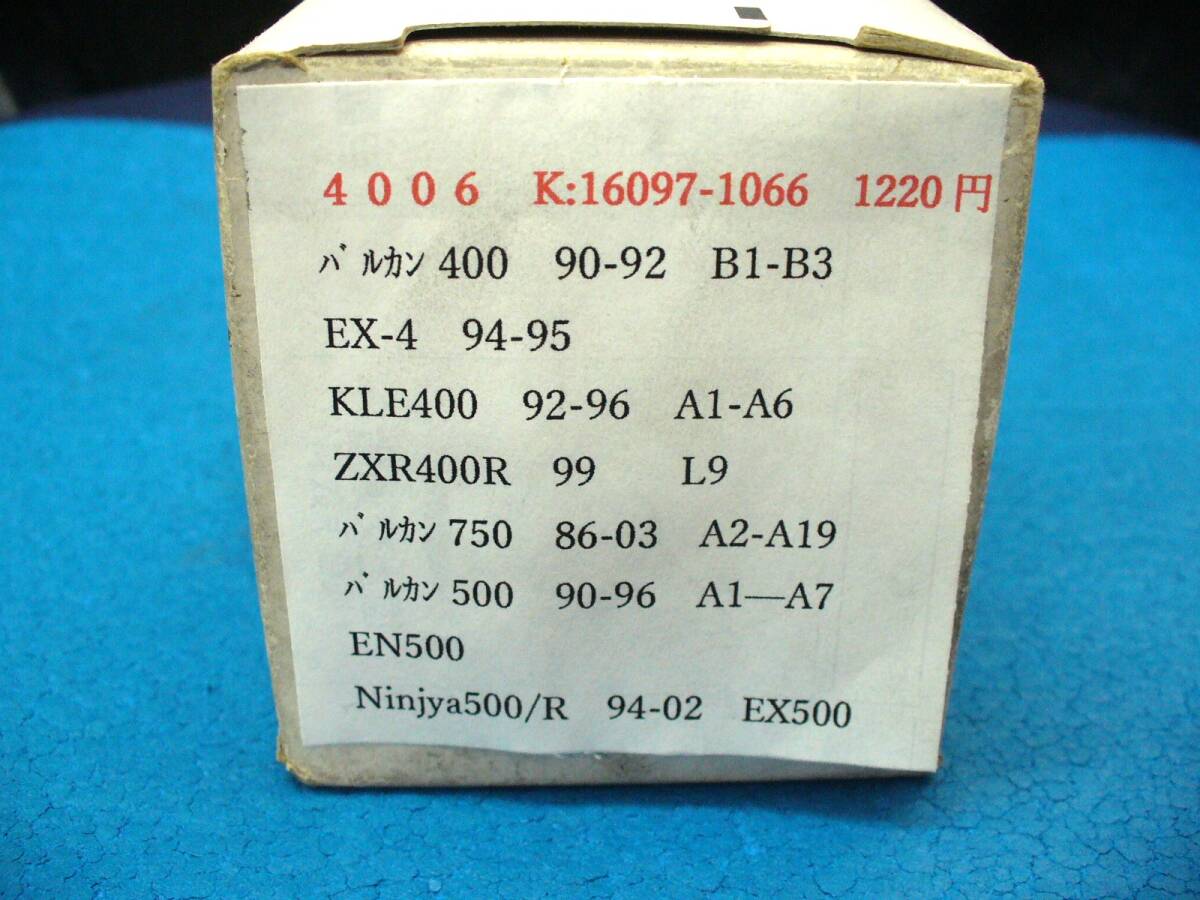 ４００６ K:16097-1066 1220円
ﾊﾞﾙｶﾝ400 90-92 B1-B3
EX-4 94-95
KLE400 92-96 A1-A6
ZXR400R 99 L9
ﾊﾞﾙｶﾝ750 86-03 A2-A19
ﾊﾞﾙｶﾝ500 90-96 A1―A7
EN500
Ninjya500/R 94-02 EX500